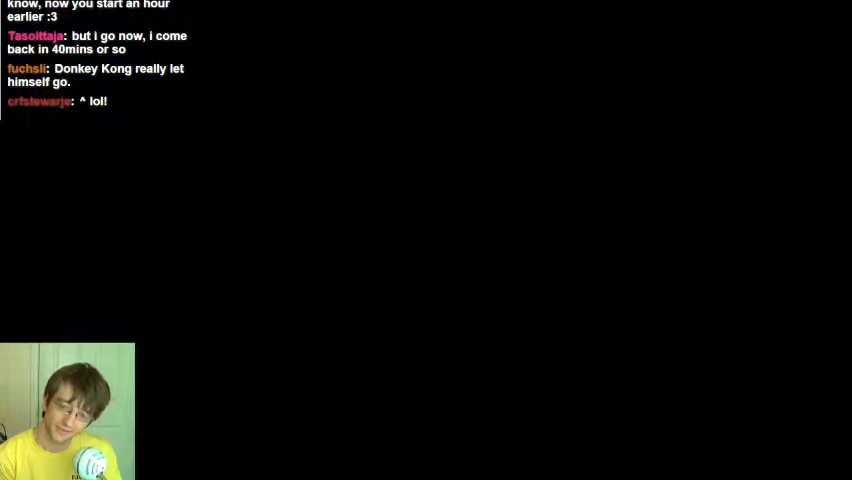 know, now you start an hour
earlier :3
Tasoittaja: but i go now, i come
back in 40mins or so
fuchsli: Donkey Kong really let
himself go.
crfstewarje: ^ lol!